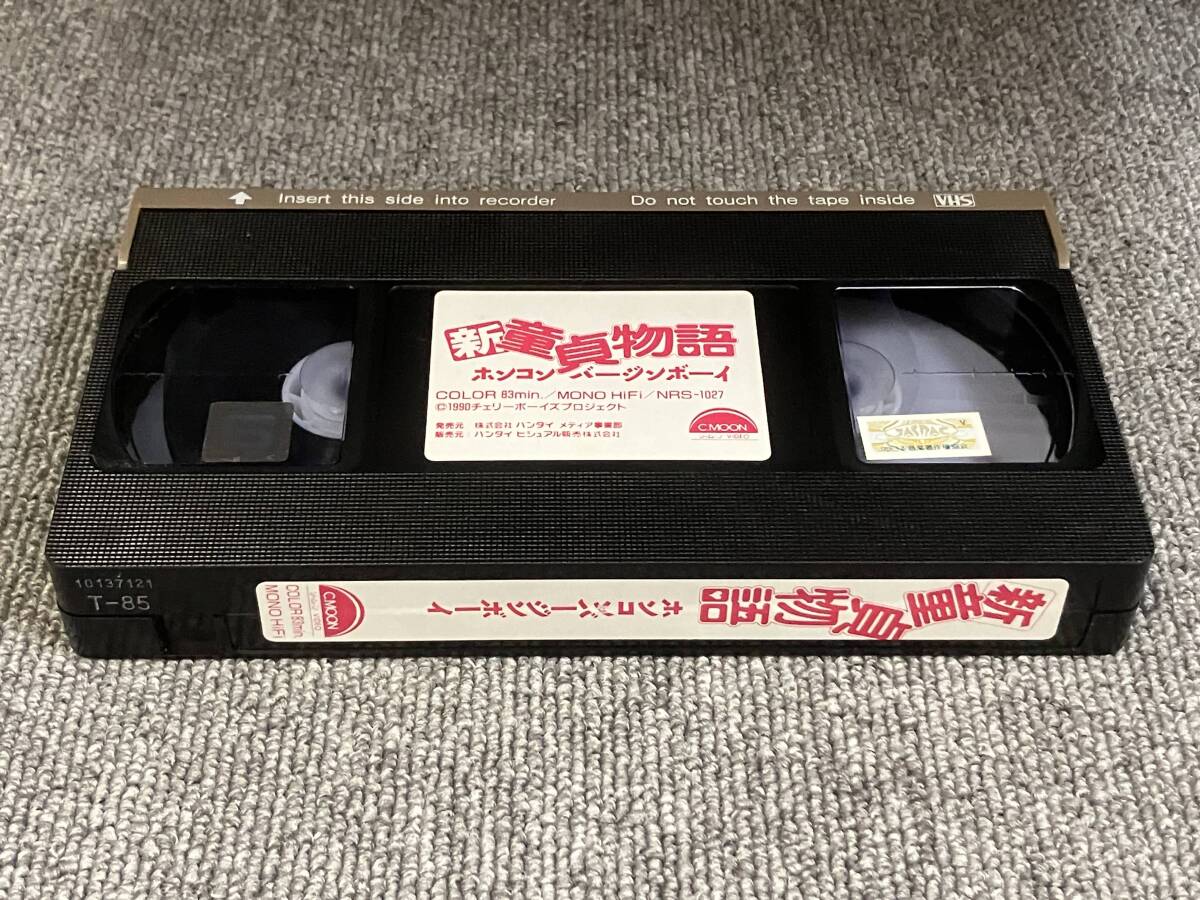 Insert this side into recorder Do not touch the tape inside VHS
新童貞物語
ホンコン バージンボーイ
COLOR 83min./MONO HiFi/NRS-1027
©1990チェリーボーイズプロジェクト
発売元 株式会社 バンダイ メディア事業部
販売元:バンダイ ビジュアル販売株式会社
C.MOON
10137121
T-85
COLOR 83min.
MONO HiFi
C.MOON
ホンコンバージンボーイ
新童貞物語